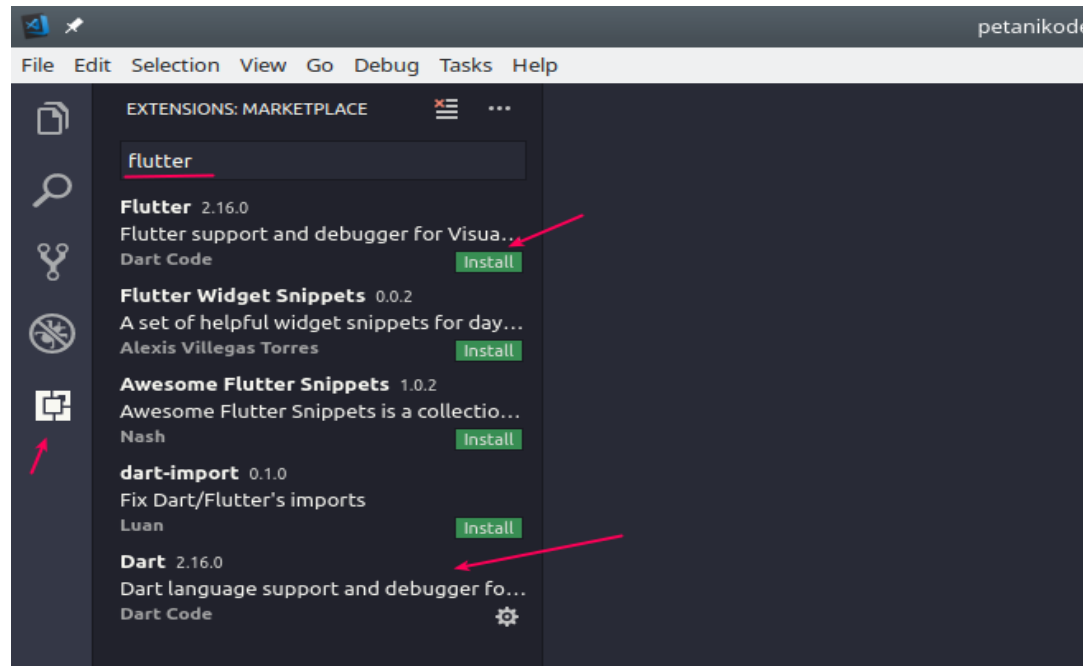 petanikode
File Edit Selection View Go Debug Tasks Help
EXTENSIONS: MARKETPLACE
flutter
Flutter 2.16.0
Flutter support and debugger for Visua...
Dart Code Install
Flutter Widget Snippets 0.0.2
A set of helpful widget snippets for day...
Alexis Villegas Torres Install
Awesome Flutter Snippets 1.0.2
Awesome Flutter Snippets is a collectio...
Nash Install
dart-import 0.1.0
Fix Dart/Flutter's imports
Luan Install
Dart 2.16.0
Dart language support and debugger fo...
Dart Code